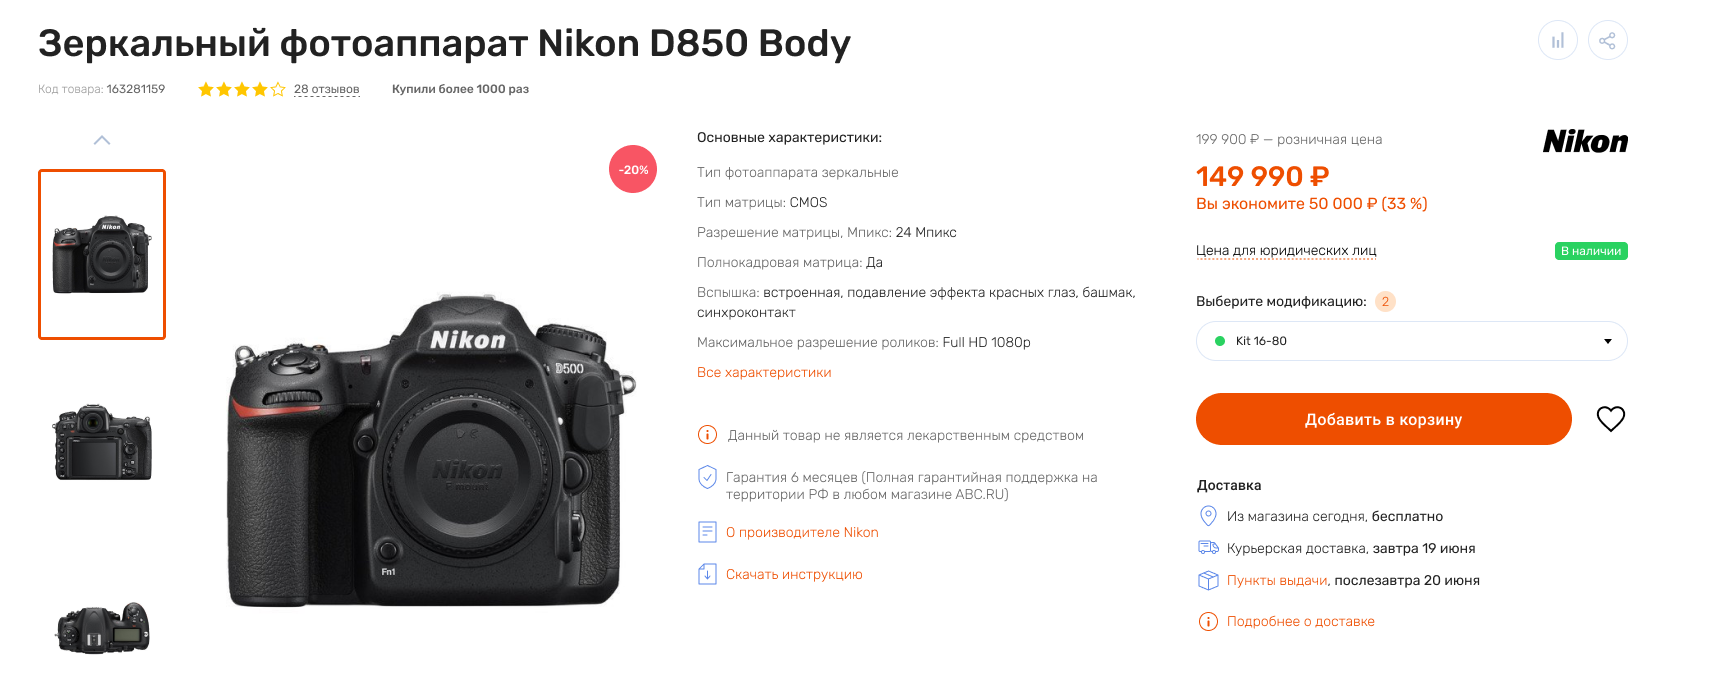 Зеркальный фотоаппарат Nikon D850 Body
Код товара: 163281159
28 отзывов
Купили более 1000 раз
-20%
Nikon
D500
Nikon
F mount
Fn1
Nikon
Основные характеристики:
Тип фотоаппарата зеркальные
Тип матрицы: CMOS
Разрешение матрицы, Мпикс: 24 Мпикс
Полнокадровая матрица: Да
Вспышка: встроенная, подавление эффекта красных глаз, башмак,
синхроконтакт
Максимальное разрешение роликов: Full HD 1080p
Все характеристики
Данный товар не является лекарственным средством
Гарантия 6 месяцев (Полная гарантийная поддержка на
территории РФ в любом магазине ABC.RU)
О производителе Nikon
Скачать инструкцию
199 900 ₽ — розничная цена
Nikon
149 990 ₽
Вы экономите 50 000 ₽ (33 %)
Цена для юридических лиц
В наличии
Выберите модификацию: 2
Kit 16-80
Добавить в корзину
Доставка
Из магазина сегодня, бесплатно
Курьерская доставка, завтра 19 июня
Пункты выдачи, послезавтра 20 июня
Подробнее о доставке